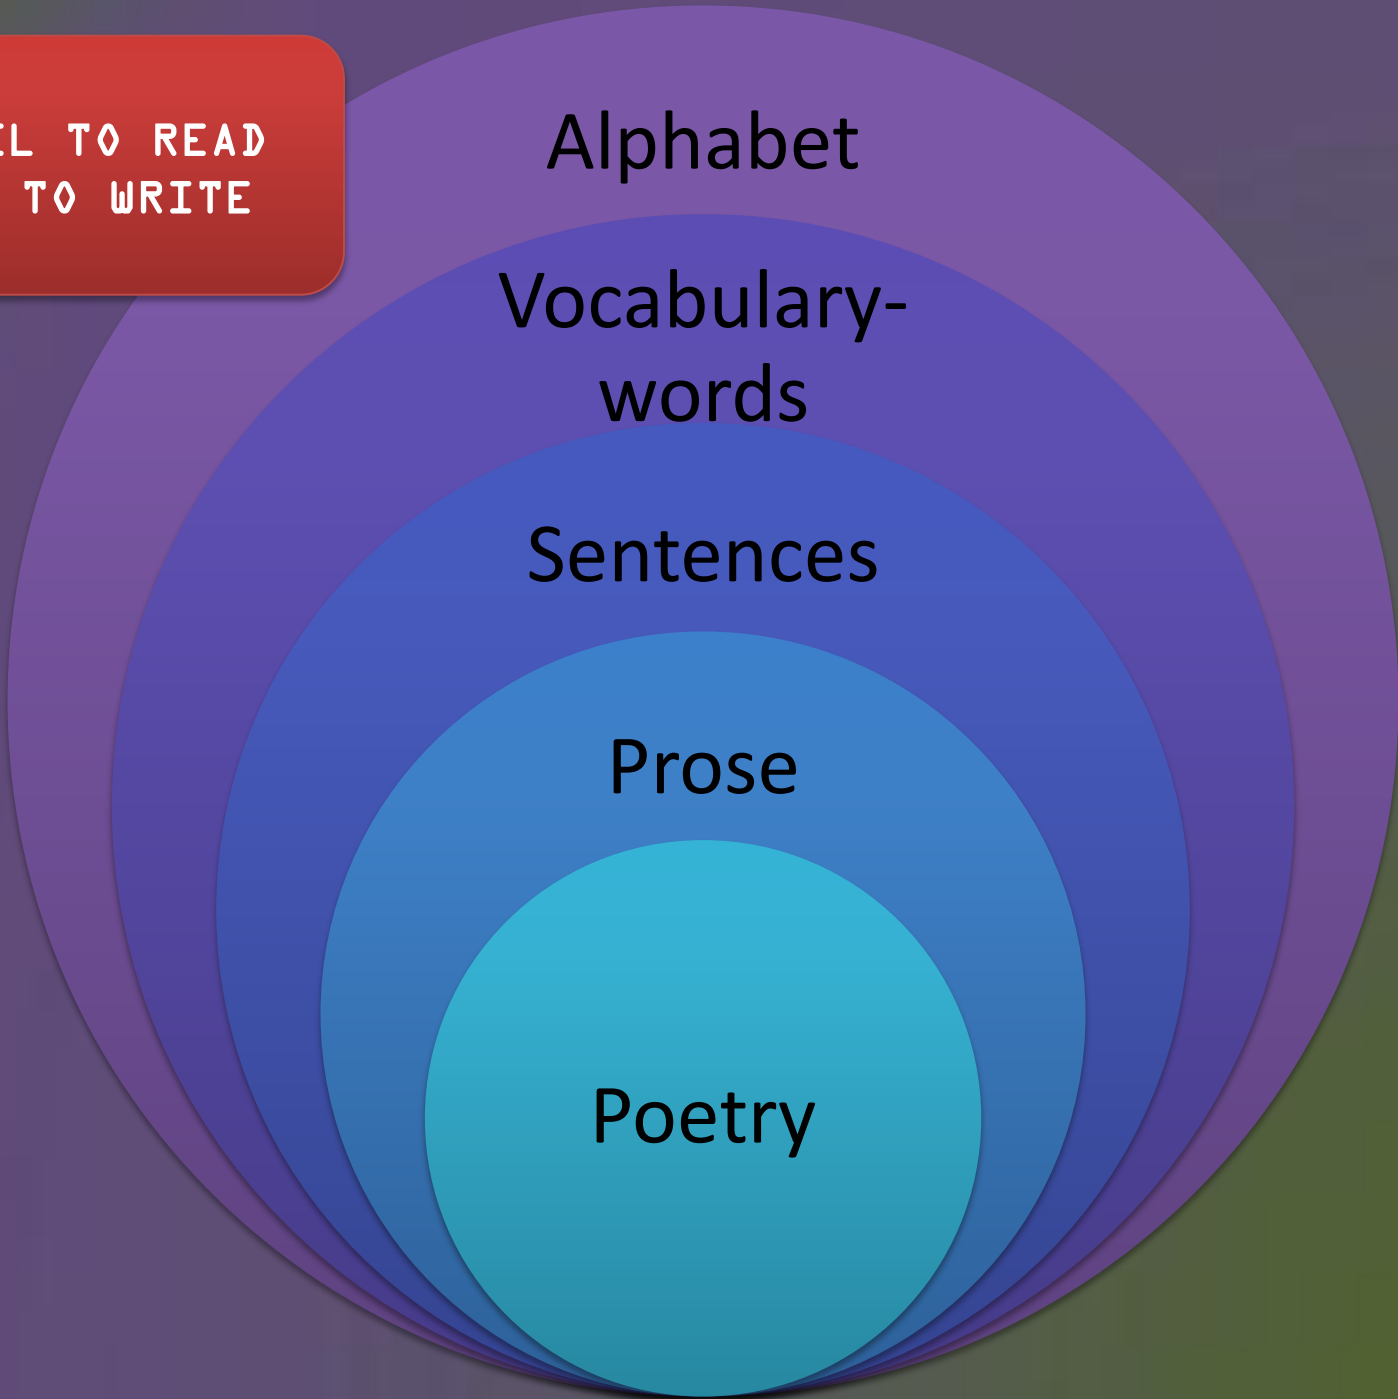 TO READ
TO WRITE
Alphabet
Vocabulary-
words
Sentences
Prose
Poetry